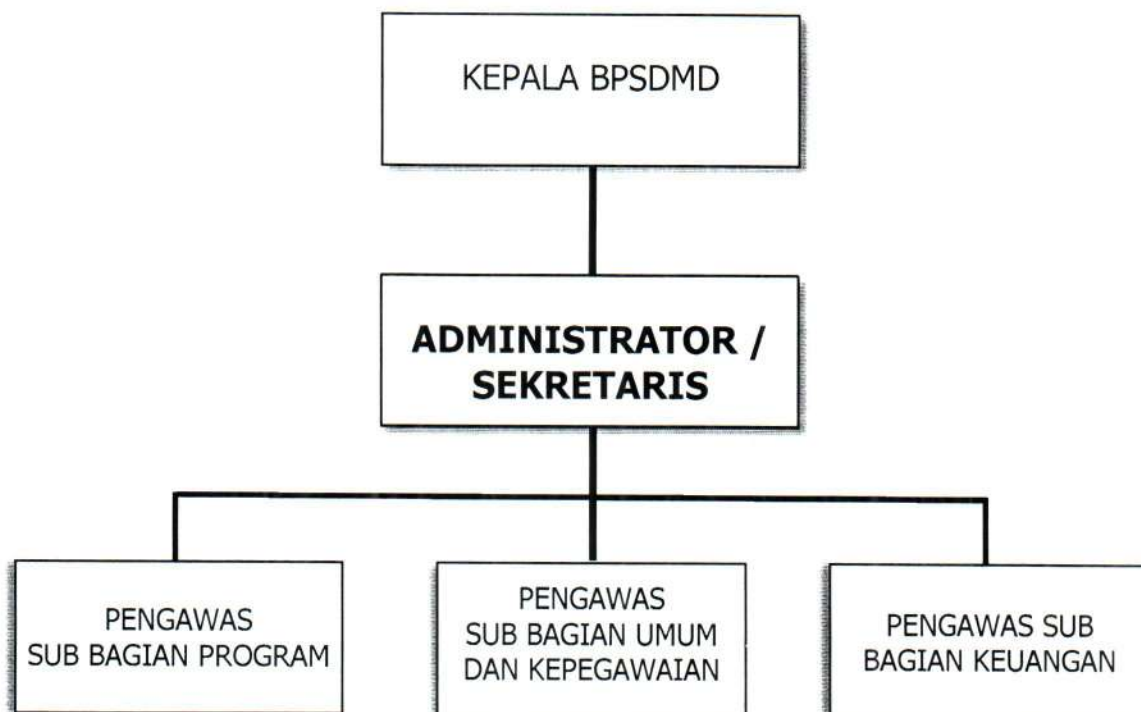 KEPALA BPSDMD
ADMINISTRATOR /
SEKRETARIS
PENGAWAS
SUB BAGIAN PROGRAM
PENGAWAS
SUB BAGIAN UMUM
DAN KEPEGAWAIAN
PENGAWAS SUB
BAGIAN KEUANGAN